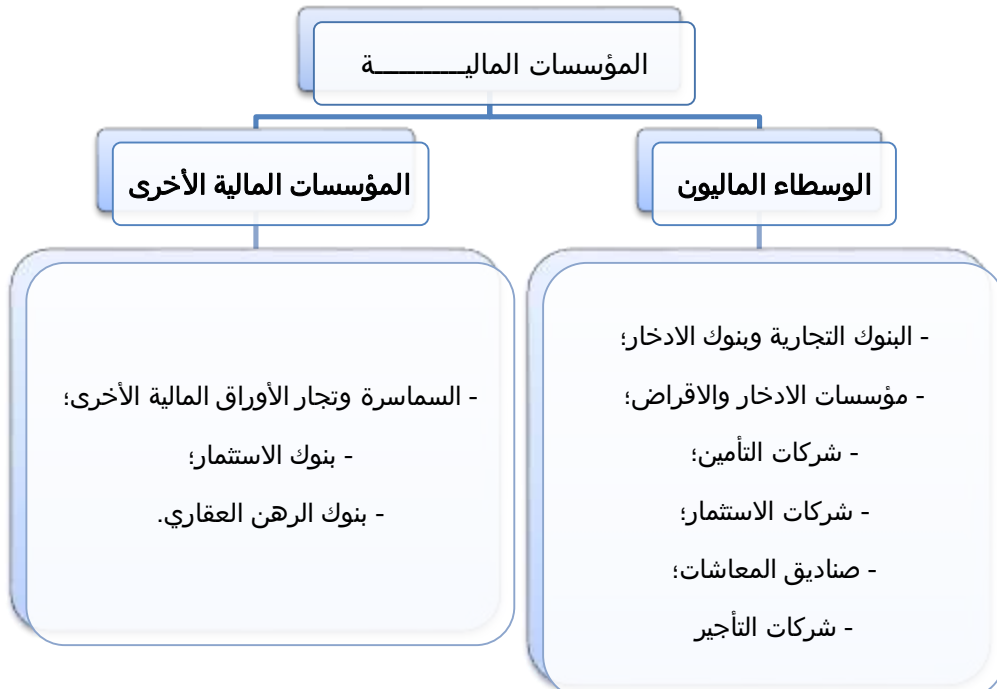 المؤسسات الماليـــــــــــة
الوسطاء الماليون
- البنوك التجارية وبنوك الادخار؛
- مؤسسات الادخار والاقراض؛
- شركات التأمين؛
- شركات الاستثمار؛
- صناديق المعاشات؛
- شركات التأجير
المؤسسات المالية الأخرى
- السماسرة وتجار الأوراق المالية الأخرى؛
- بنوك الاستثمار؛
- بنوك الرهن العقاري.